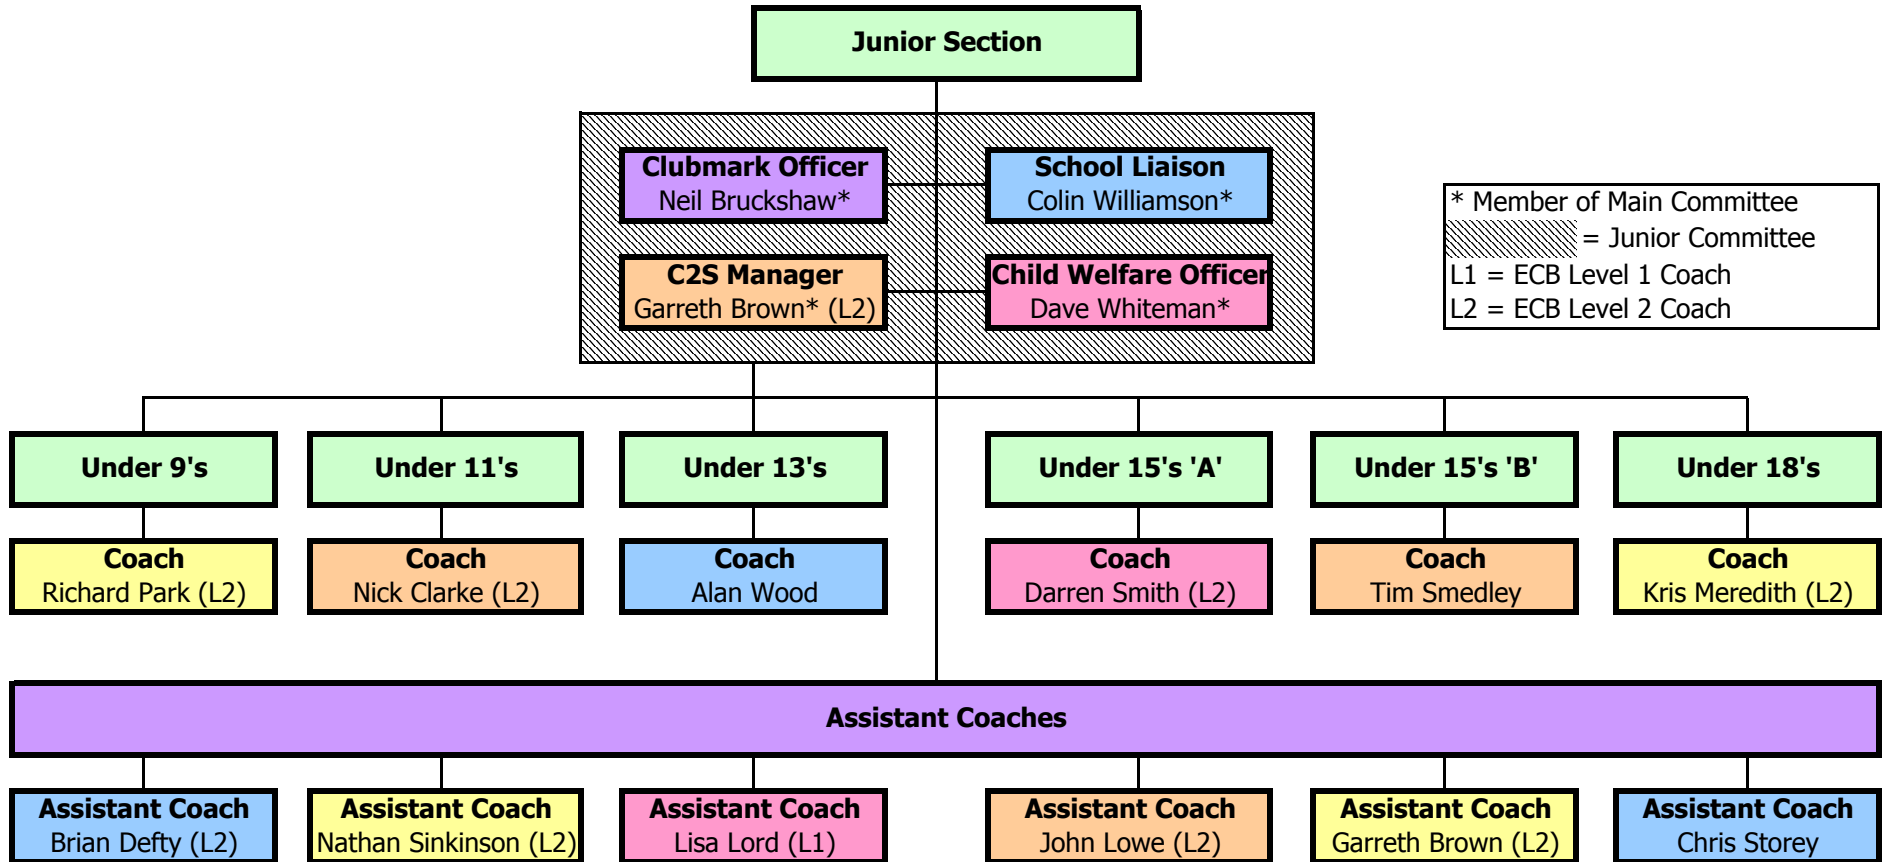 Junior Section
Clubmark Officer
Neil Bruckshaw*
School Liaison
Colin Williamson*
C2S Manager
Garreth Brown* (L2)
Child Welfare Officer
Dave Whiteman*
* Member of Main Committee
= Junior Committee
L1 = ECB Level 1 Coach
L2 = ECB Level 2 Coach
Under 9's
Under 11's
Under 13's
Under 15's 'A'
Under 15's 'B'
Under 18's
Coach
Richard Park (L2)
Coach
Nick Clarke (L2)
Coach
Alan Wood
Coach
Darren Smith (L2)
Coach
Tim Smedley
Coach
Kris Meredith (L2)
Assistant Coaches
Assistant Coach
Brian Defty (L2)
Assistant Coach
Nathan Sinkinson (L2)
Assistant Coach
Lisa Lord (L1)
Assistant Coach
John Lowe (L2)
Assistant Coach
Garreth Brown (L2)
Assistant Coach
Chris Storey